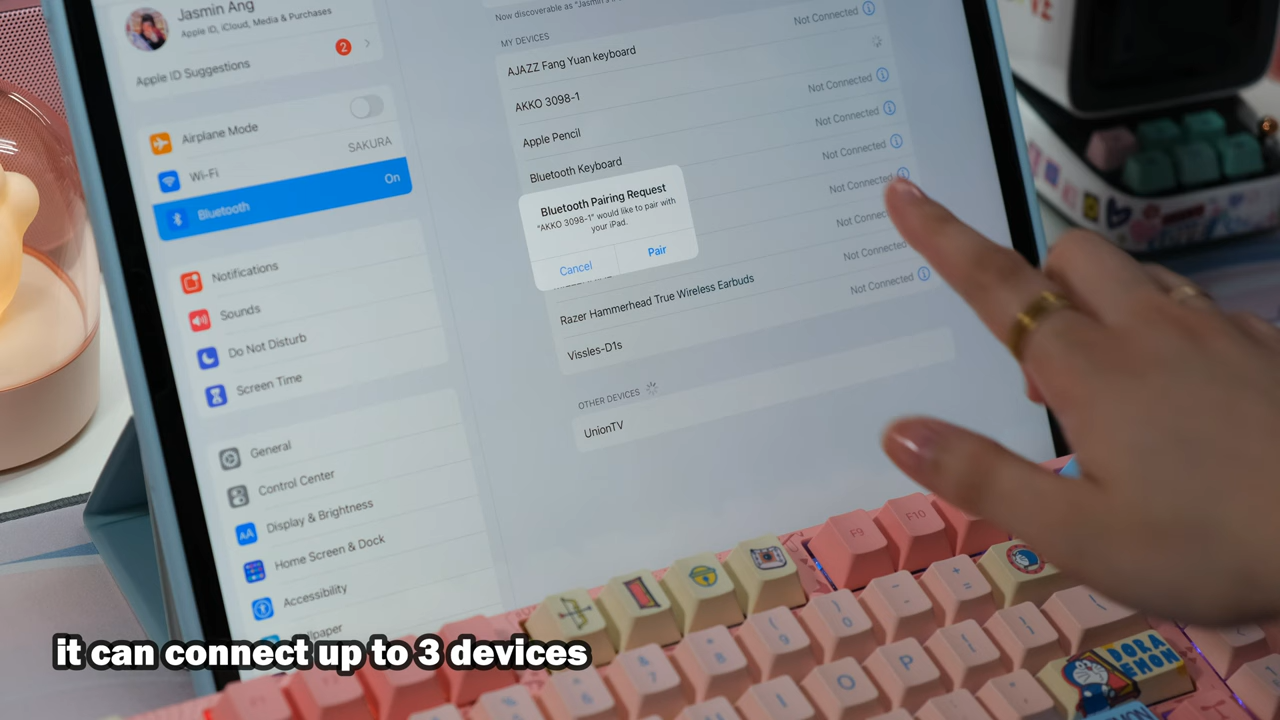 Jasmin Ang
Apple ID, iCloud, Media & Purchases
Apple ID Suggestions
2
Airplane Mode
Wi-Fi
SAKURA
Bluetooth
On
Notifications
Sounds
Do Not Disturb
Screen Time
General
Control Center
AA
Display & Brightness
Home Screen & Dock
Accessibility
Now discoverable as "Jasmin's
MY DEVICES
AJAZZ Fang Yuan keyboard
Not Connected
AKKO 3098-1
Apple Pencil
Not Connected
Bluetooth Keyboard
Not Connected
Not Connected
Not Connected
Not Connected
Not Connected
Bluetooth Pairing Request
"AKKO 3098-1" would like to pair with
your iPad.
Cancel
Pair
Razer Hammerhead True Wireless Earbuds
Vissles-D1s
Not Connected
OTHER DEVICES
UnionTV
F9
F10
P
O
I
DORA
EMON
it can connect up to 3 devices